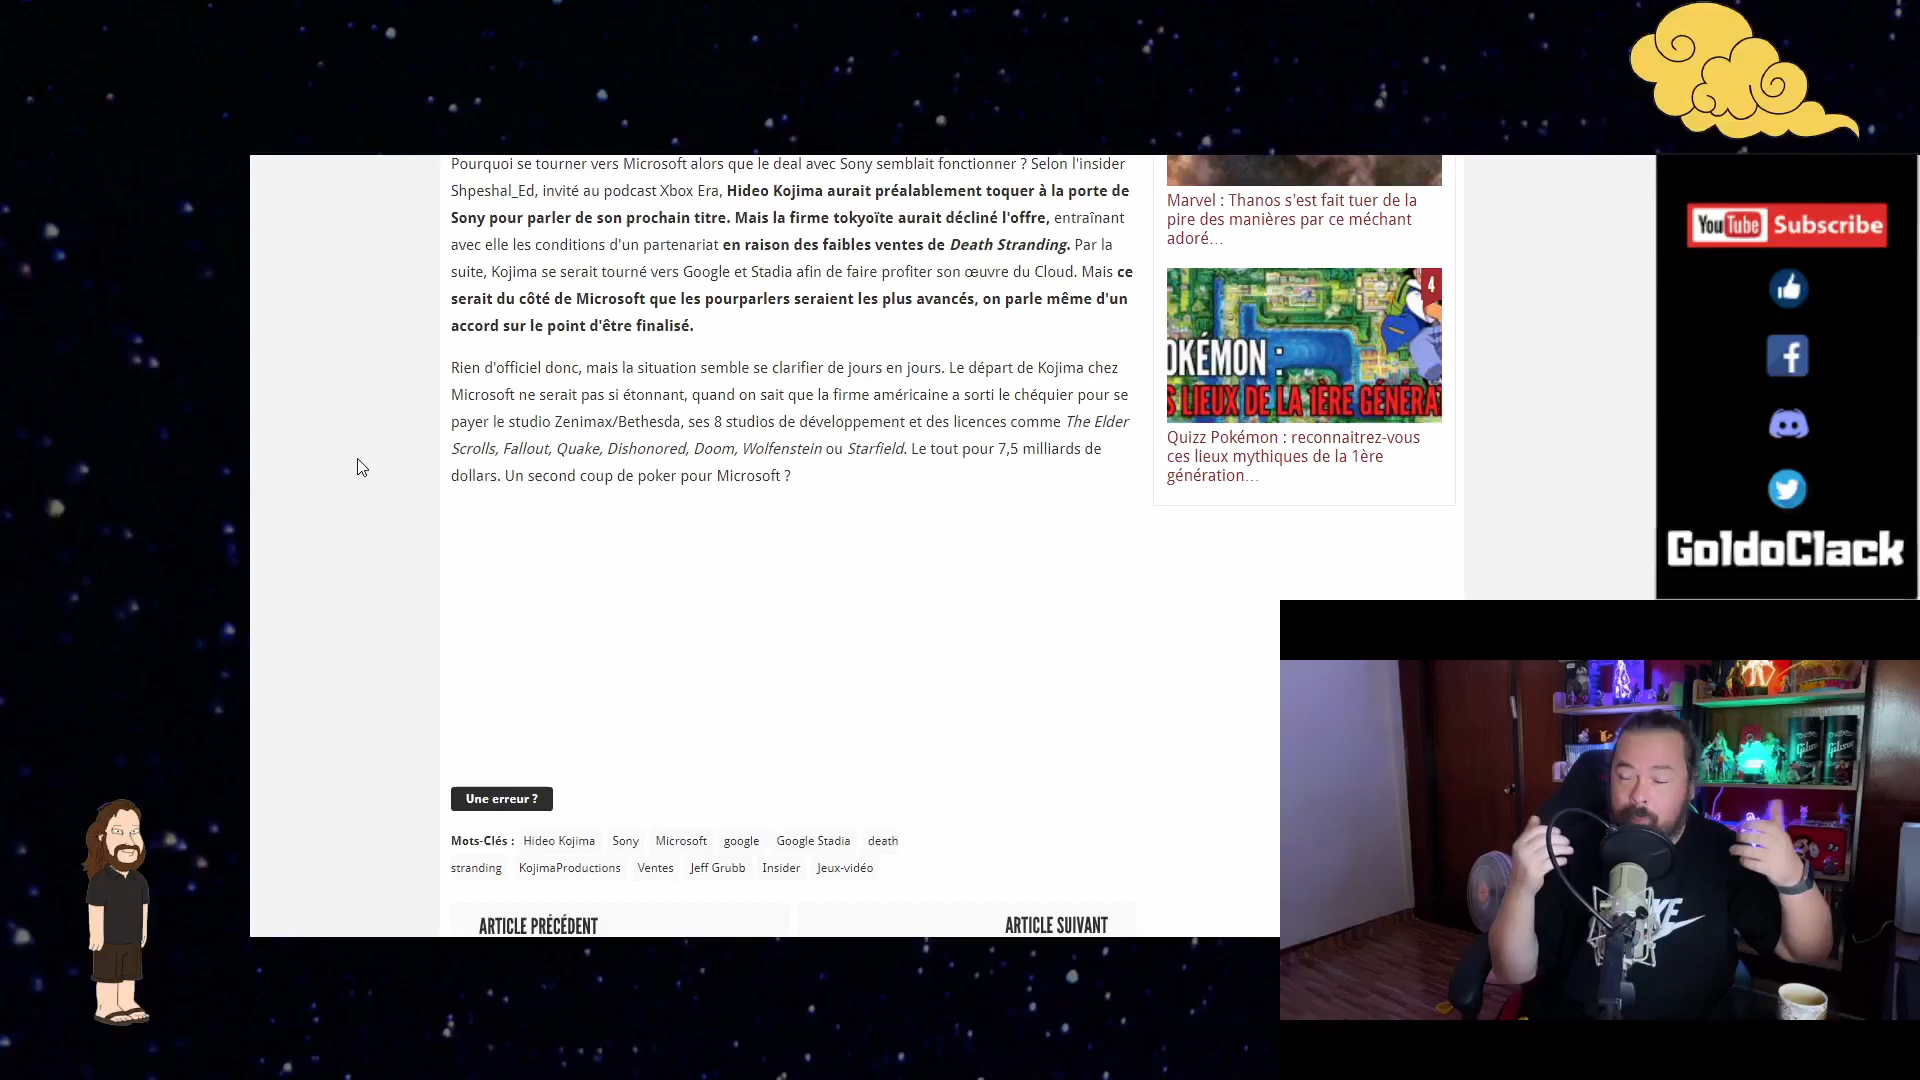 Pourquoi se tourner vers Microsoft alors que le deal avec Sony semblait fonctionner ? Selon l'insider
Shpeshal_Ed, invité au podcast Xbox Era, Hideo Kojima aurait préalablement toquer à la porte de
Sony pour parler de son prochain titre. Mais la firme tokyoïte aurait décliné l'offre, entraînant
avec elle les conditions d'un partenariat en raison des faibles ventes de Death Stranding. Par la
suite, Kojima se serait tourné vers Google et Stadia afin de faire profiter son œuvre du Cloud. Mais ce
serait du côté de Microsoft que les pourparlers seraient les plus avancés, on parle même d'un
accord sur le point d'être finalisé.
Rien d'officiel donc, mais la situation semble se clarifier de jours en jours. Le départ de Kojima chez
Microsoft ne serait pas si étonnant, quand on sait que la firme américaine a sorti le chéquier pour se
payer le studio Zenimax/Bethesda, ses 8 studios de développement et des licences comme The Elder
Scrolls, Fallout, Quake, Dishonored, Doom, Wolfenstein ou Starfield. Le tout pour 7,5 milliards de
dollars. Un second coup de poker pour Microsoft ?
Une erreur ?
Mots-Clés : Hideo Kojima Sony Microsoft google Google Stadia death
stranding KojimaProductions Ventes Jeff Grubb Insider Jeux-vidéo
ARTICLE PRÉCÉDENT
ARTICLE SUIVANT
Marvel : Thanos s'est fait tuer de la
pire des manières par ce méchant
adoré…
4
OKÉMON :
S LIEUX DE LA 1ÈRE GÉNÉRAT
Quizz Pokémon : reconnaitrez-vous
ces lieux mythiques de la 1ère
génération…
YouTube Subscribe
GoldoClack
Gibson
Gibson